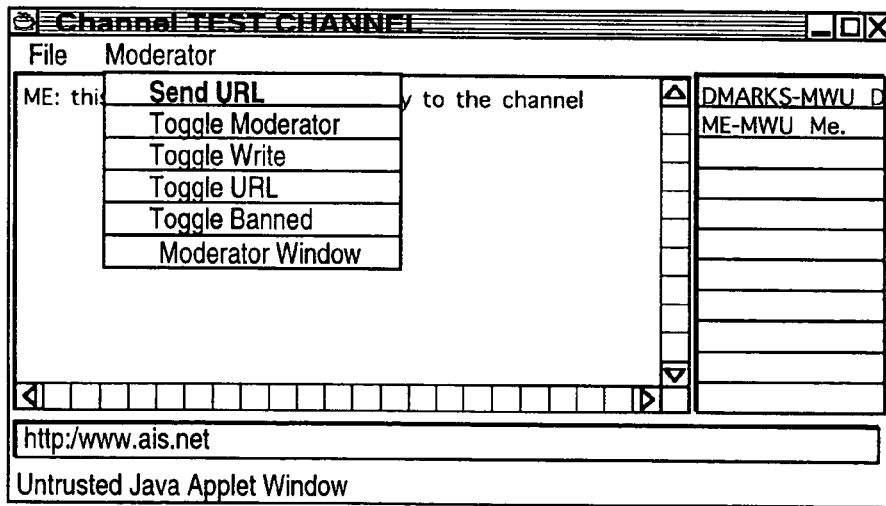 Channel TEST CHANNEL
File Moderator
ME: thi y to the channel
Send URL
Toggle Moderator
Toggle Write
Toggle URL
Toggle Banned
Moderator Window
DMARKS-MWU D
ME-MWU Me.
http:/www.ais.net
Untrusted Java Applet Window